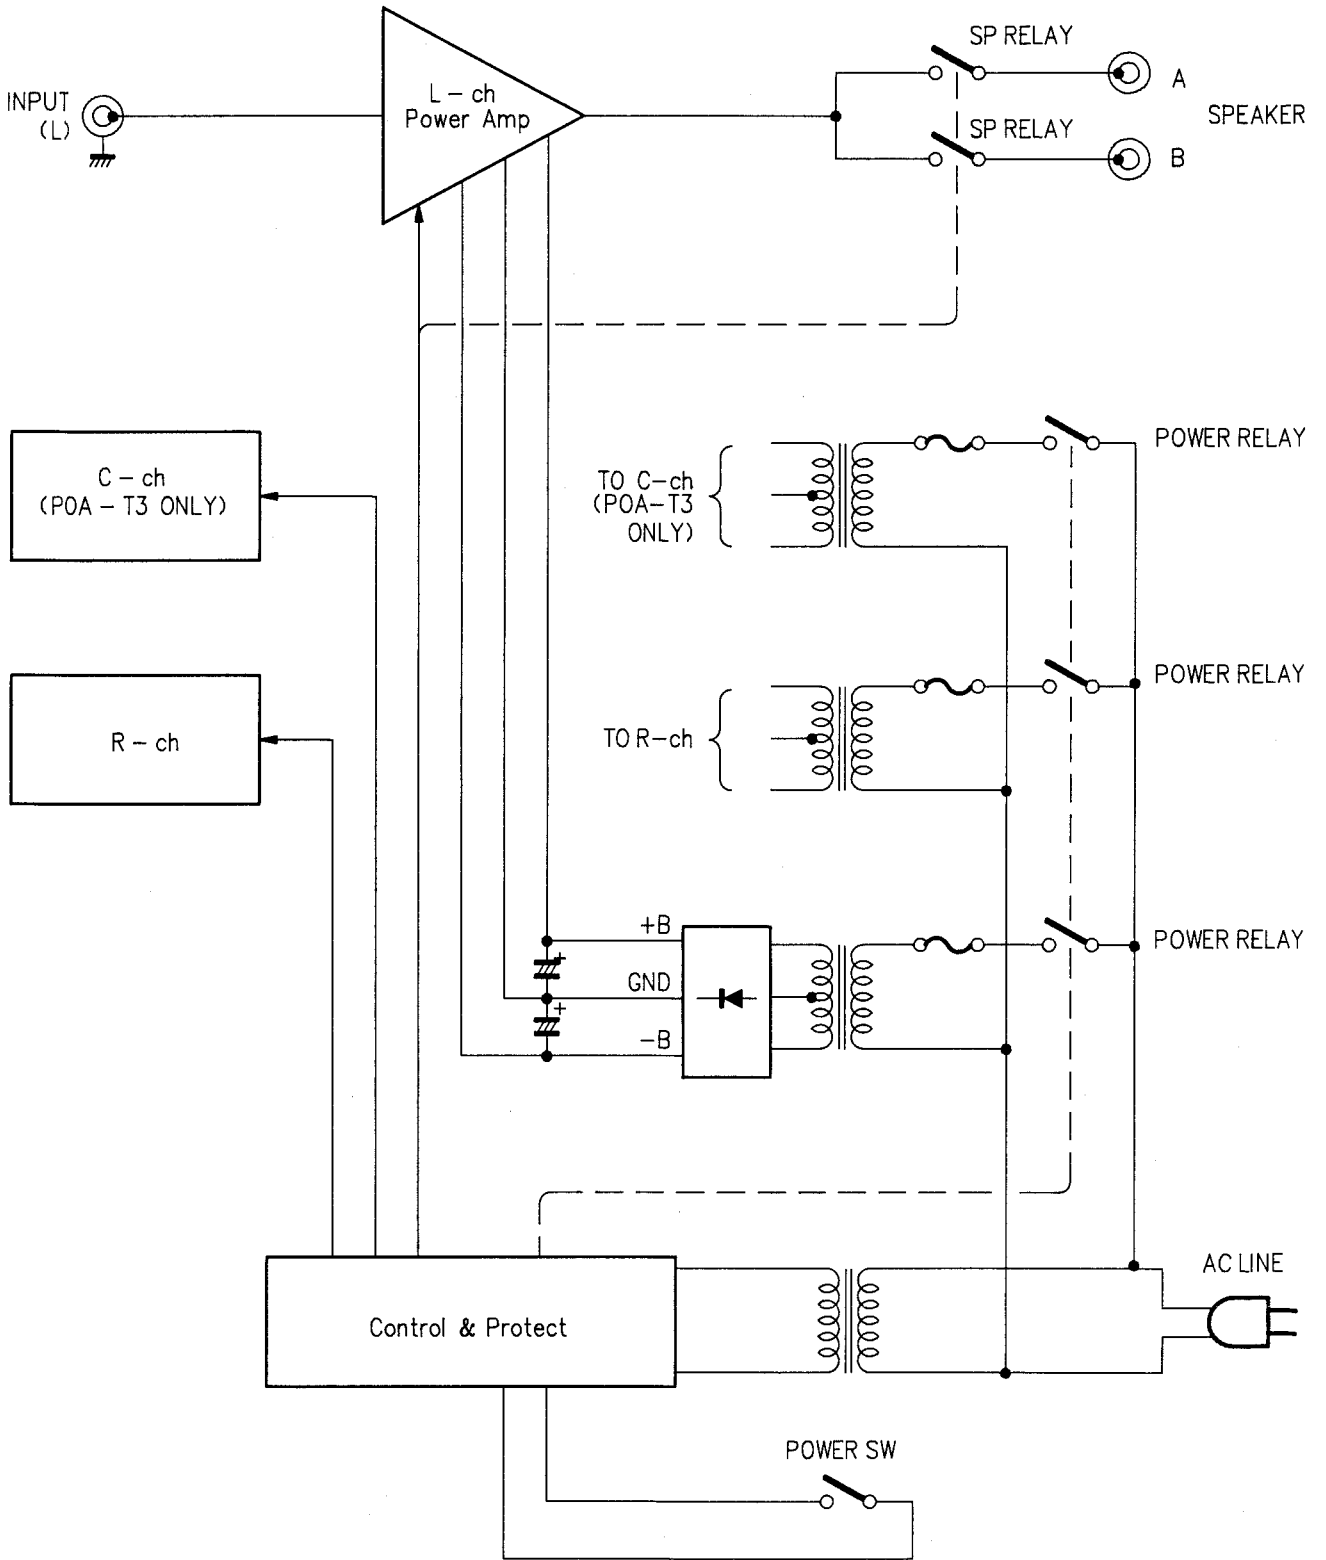 SP RELAY
INPUT
(L)
L-ch
Power Amp
A
SPEAKER
SP RELAY
B
C-ch
(POA-T3 ONLY)
TO C-ch
(POA-T3
ONLY)
POWER RELAY
R-ch
TO R-ch
POWER RELAY
+B
+
GND
+
-B
POWER RELAY
Control & Protect
AC LINE
POWER SW